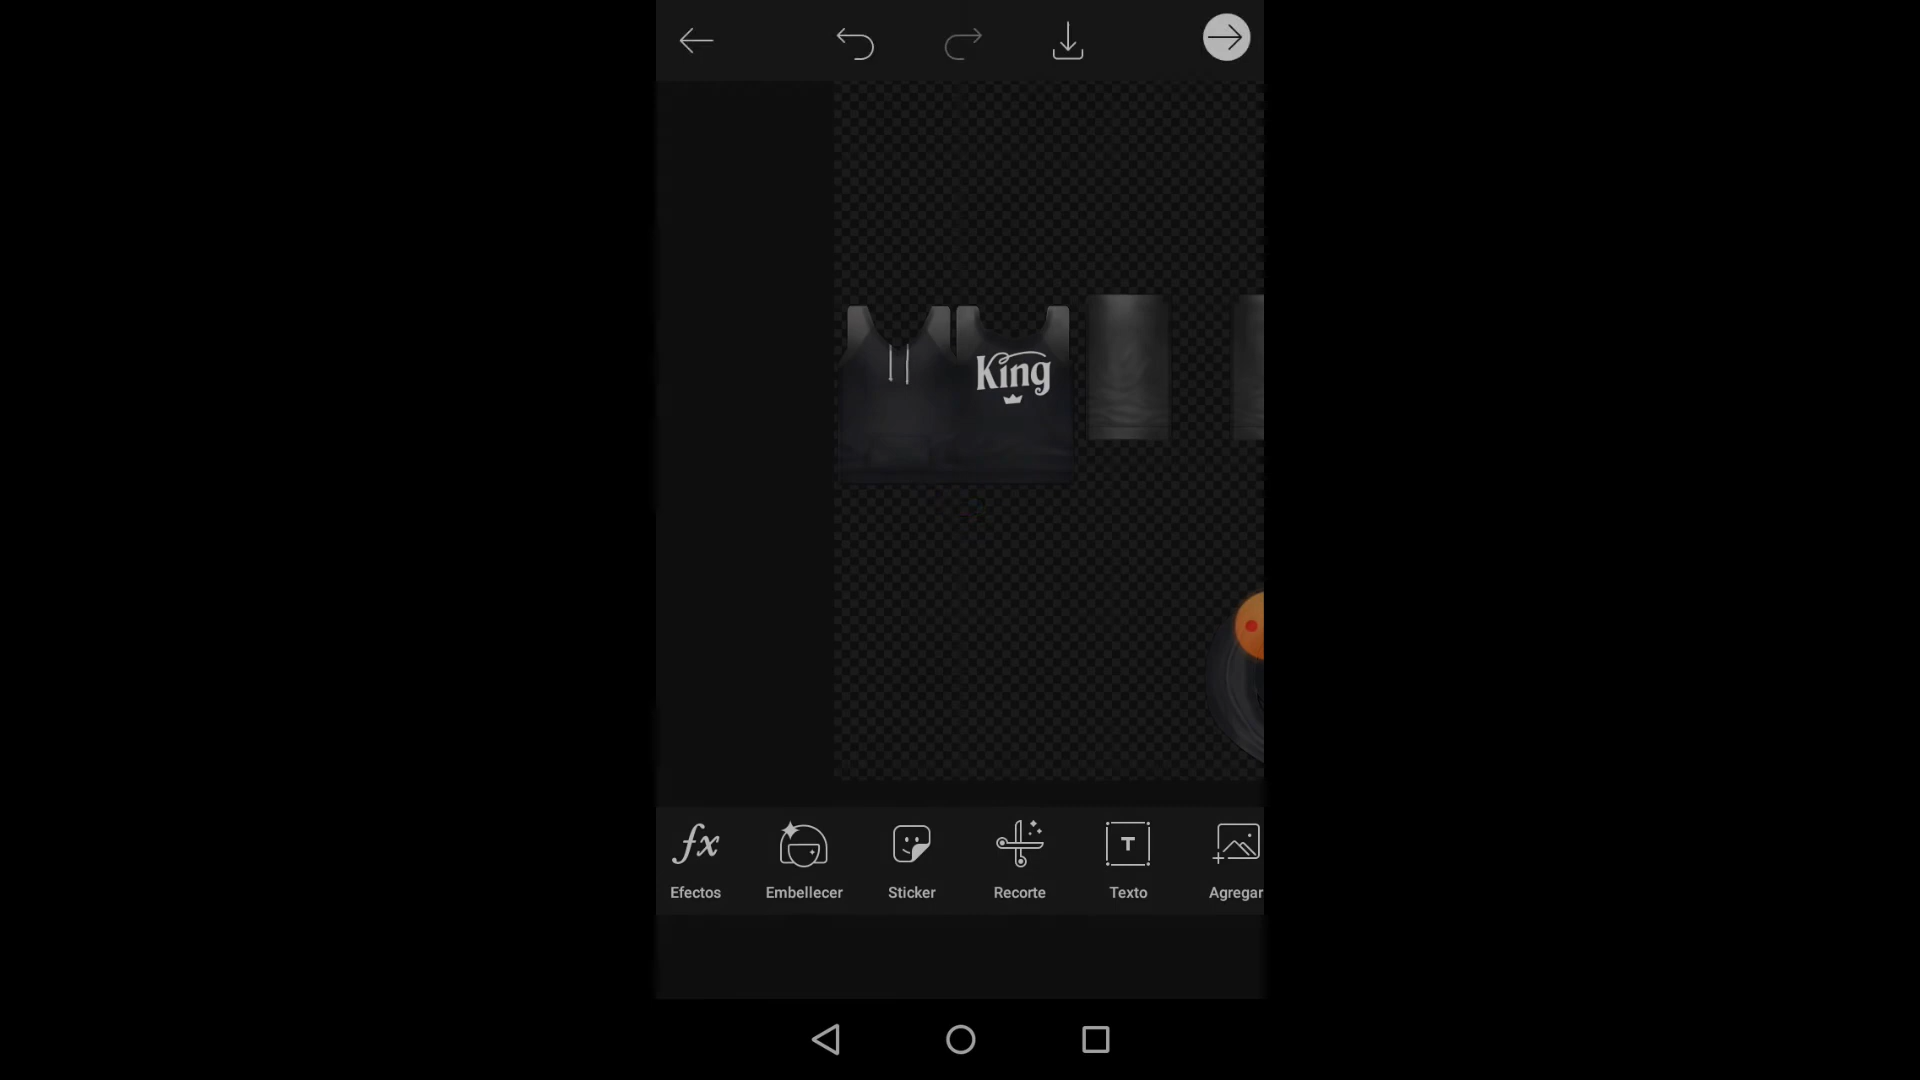 King
Efectos
Embellecer
Sticker
Recorte
Texto
Agregar